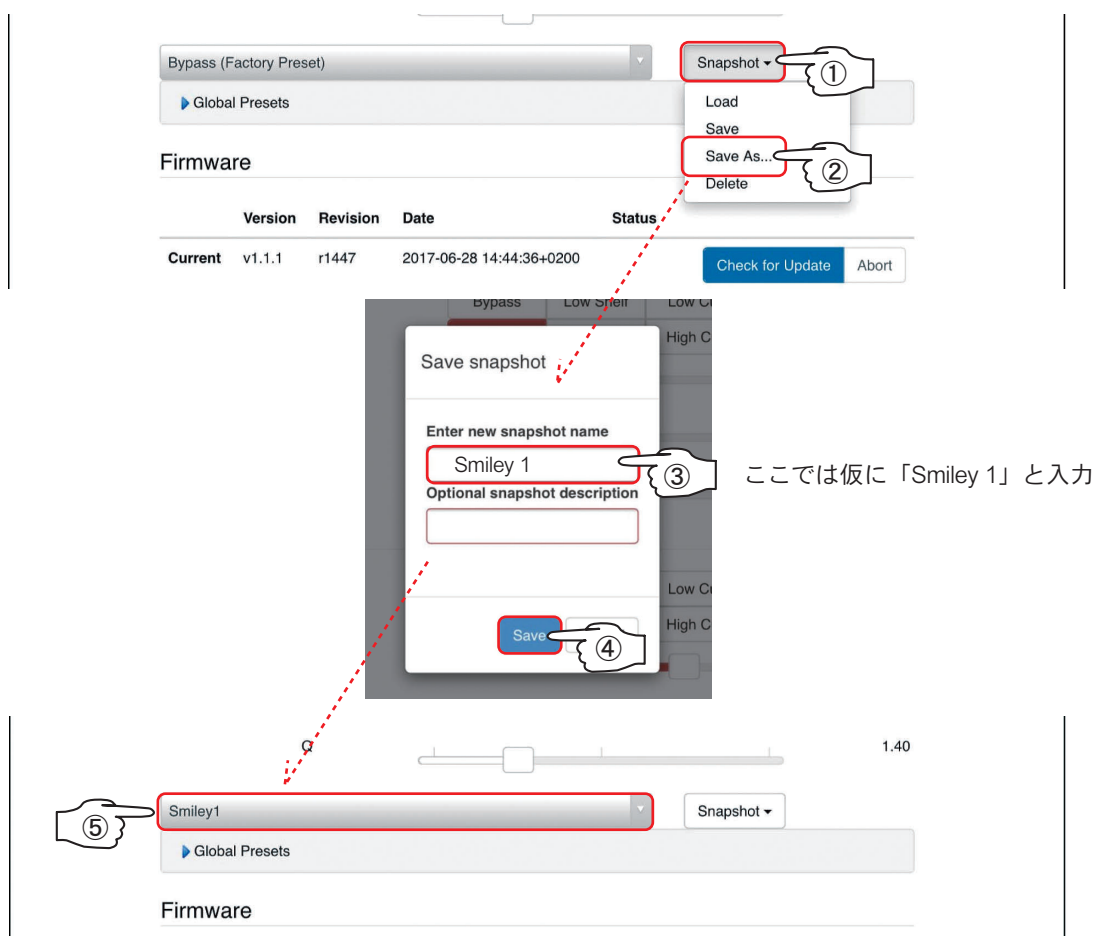 Bypass (Factory Preset)
Snapshot
①
Global Presets
Load
Save
Save As...
②
Delete
Firmware
Version Revision Date Status
Current v1.1.1 r1447 2017-06-28 14:44:36+0200
Check for Update Abort
Bypass Low Shelf Low Cu
High C
Save snapshot
Enter new snapshot name
Smiley 1
③
ここでは仮に「Smiley 1」と入力
Optional snapshot description
Low Cu
High C
Save
④
Q 1.40
⑤
Smiley1
Snapshot
Global Presets
Firmware